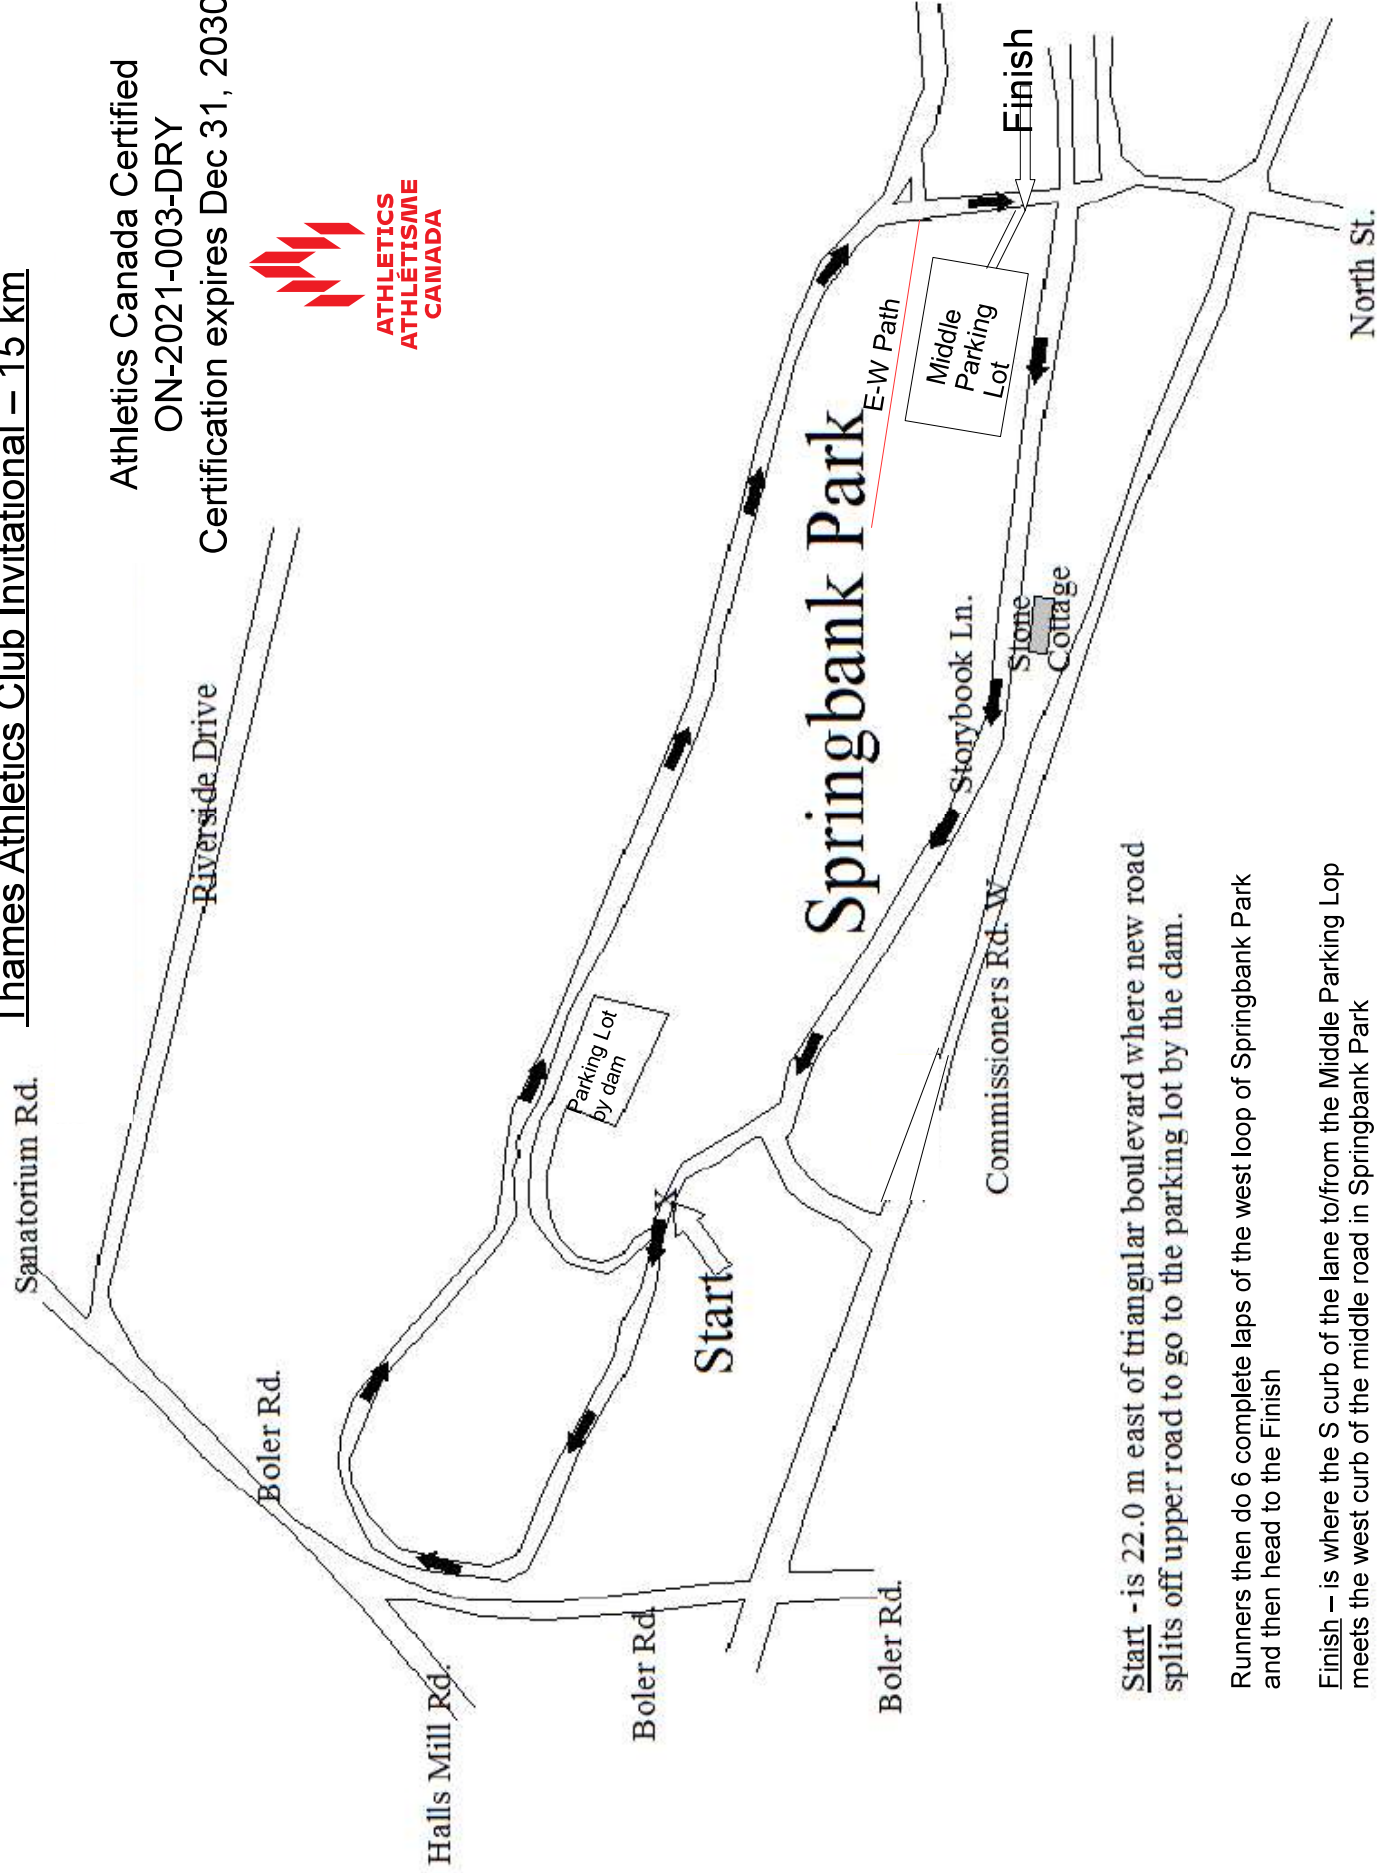 Thames Athletics Club Invitational – 15 km
Athletics Canada Certified
ON-2021-003-DRY
Certification expires Dec 31, 2030
ATHLETICS
ATHLÉTISME
CANADA
Sanatorium Rd.
Riverside Drive
Boler Rd.
Halls Mill Rd.
Boler Rd.
Boler Rd.
Parking Lot
by dam
Start
Springbank Park
E-W Path
Middle
Parking
Lot
Finish
Storybook Ln.
Stone
Cottage
Commissioners Rd. W
North St.
Start - is 22.0 m east of triangular boulevard where new road
splits off upper road to go to the parking lot by the dam.
Runners then do 6 complete laps of the west loop of Springbank Park
and then head to the Finish
Finish – is where the S curb of the lane to/from the Middle Parking Lop
meets the west curb of the middle road in Springbank Park